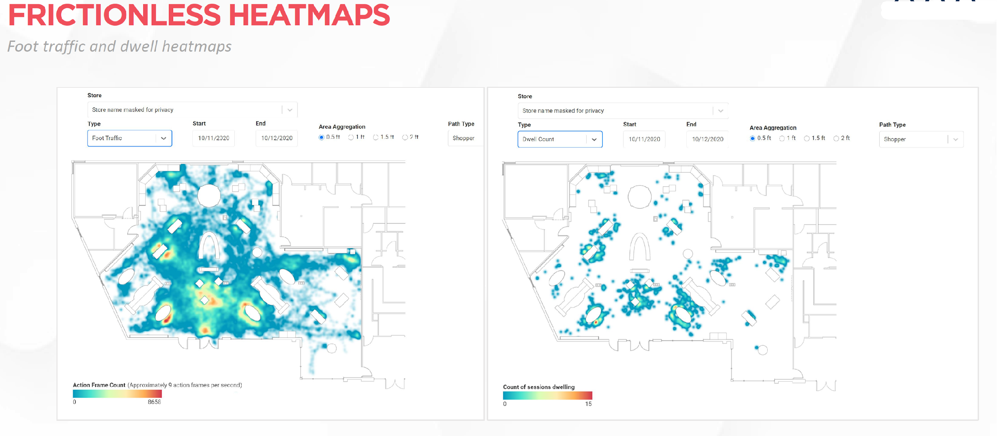 FRICTIONLESS HEATMAPS
Foot traffic and dwell heatmaps
Store
Store name masked for privacy
Type
Start
End
Area Aggregation
Path Type
Foot Traffic
10/11/2020
10/12/2020
0.5 ft
1 ft
1.5 ft
2 ft
Shopper
Action Frame Count (Approximately 9 action frames per second)
0
8658
Store
Store name masked for privacy
Type
Start
End
Area Aggregation
Path Type
Dwell Count
10/11/2020
10/12/2020
0.5 ft
1 ft
1.5 ft
2 ft
Shopper
Count of sessions dwelling
0
15